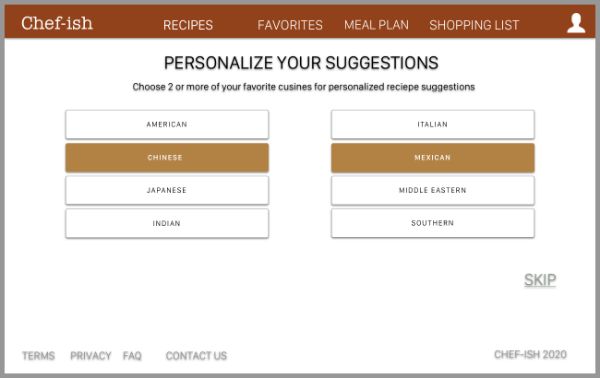 Chef-ish RECIPES FAVORITES MEAL PLAN SHOPPING LIST
PERSONALIZE YOUR SUGGESTIONS
Choose 2 or more of your favorite cusines for personalized reciepe suggestions
AMERICAN ITALIAN
CHINESE MEXICAN
JAPANESE MIDDLE EASTERN
INDIAN SOUTHERN
SKIP
TERMS PRIVACY FAQ CONTACT US CHEF-ISH 2020